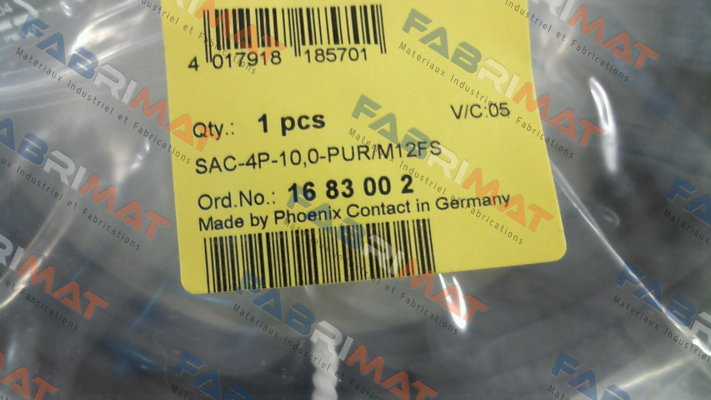 4 017918 185701
Qty.: 1 pcs
V/C:05
SAC-4P-10,0-PUR/M12FS
Ord.No.: 16 83 00 2
Made by Phoenix Contact in Germany
FABRIMAT
Materiaux Industriel et Fabrications